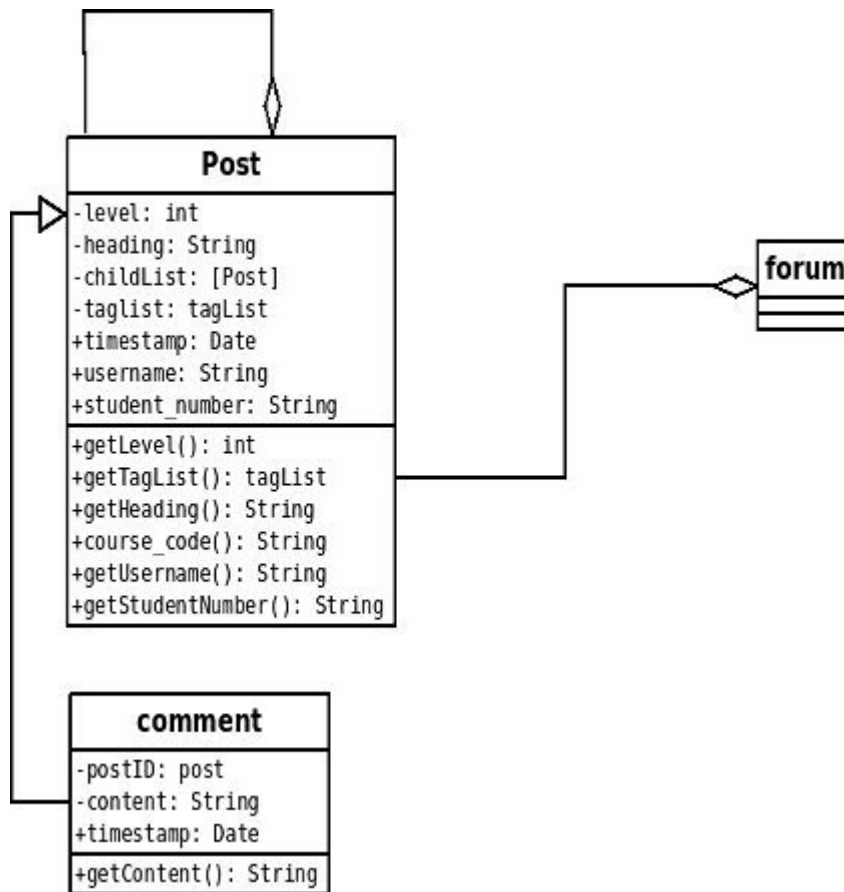 Post
-level: int
-heading: String
-childList: [Post]
-taglist: tagList
+timestamp: Date
+username: String
+student_number: String
+getLevel(): int
+getTagList(): tagList
+getHeading(): String
+course_code(): String
+getUsername(): String
+getStudentNumber(): String
forum
comment
-postID: post
-content: String
+timestamp: Date
+getContent(): String